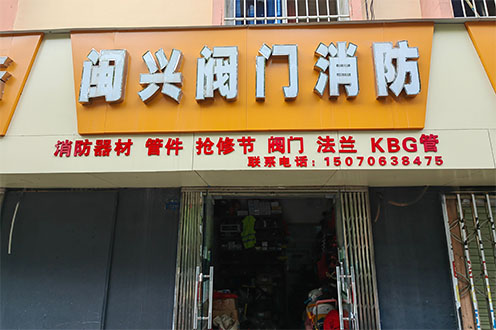 闽兴阀门消防
消防器材 管件 抢修节 阀门 法兰 KBG管
联系电话：15070638475